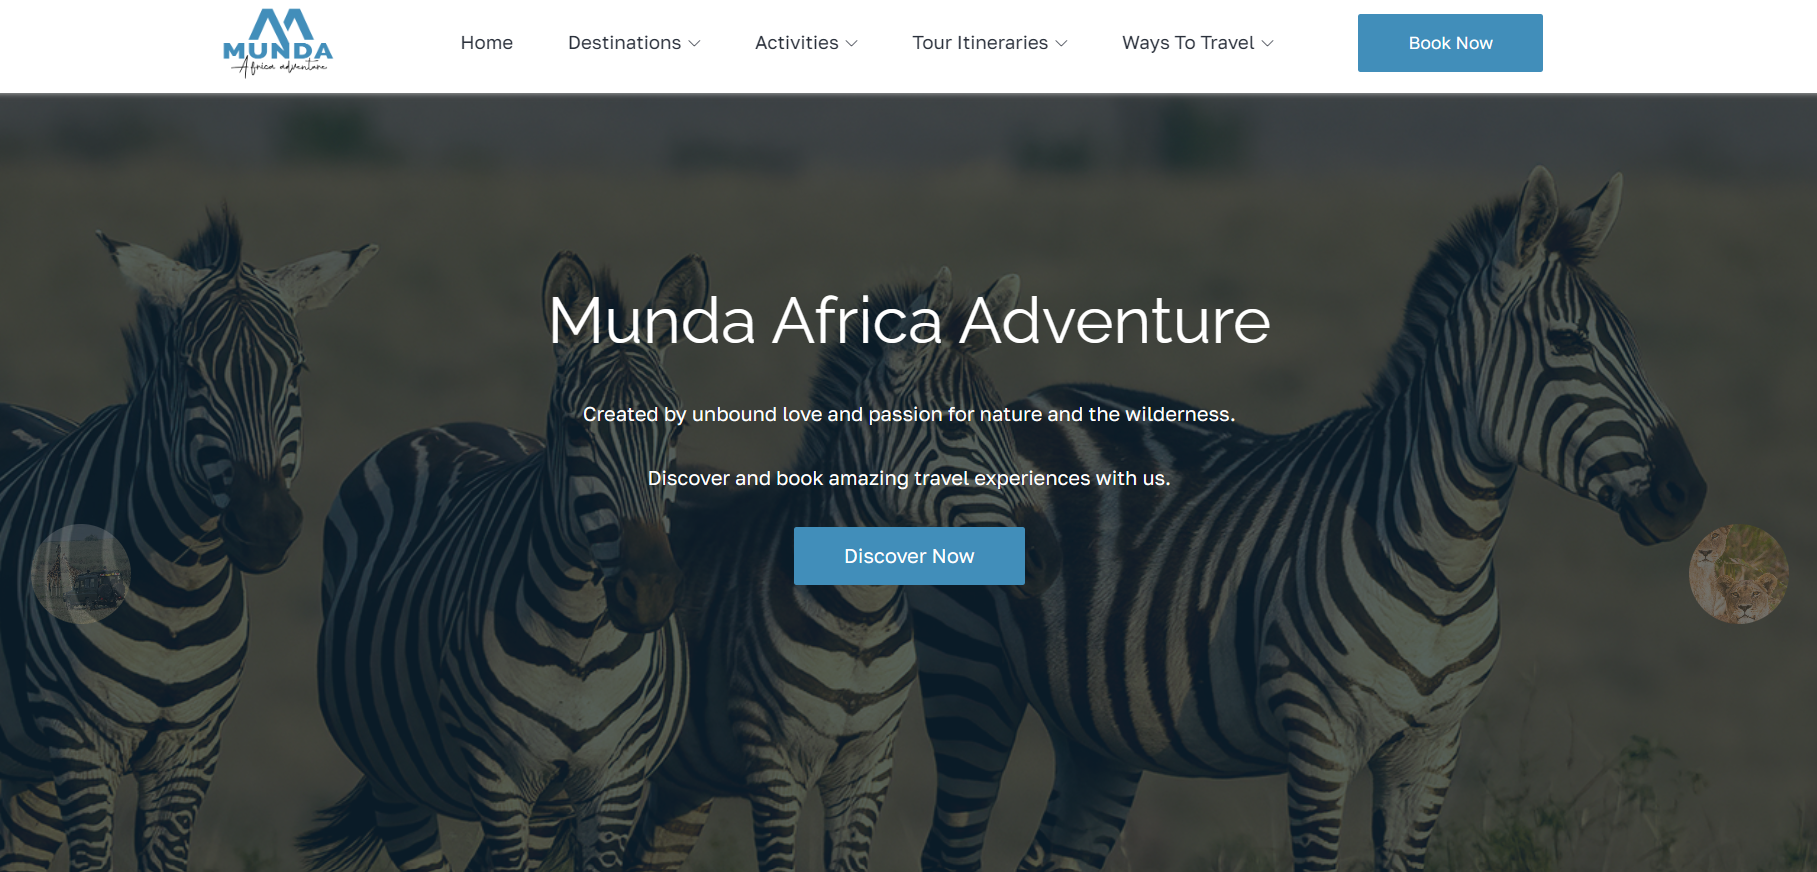 MUNDA
Africa adventure
Home
Destinations
Activities
Tour Itineraries
Ways To Travel
Book Now
Munda Africa Adventure
Created by unbound love and passion for nature and the wilderness.
Discover and book amazing travel experiences with us.
Discover Now